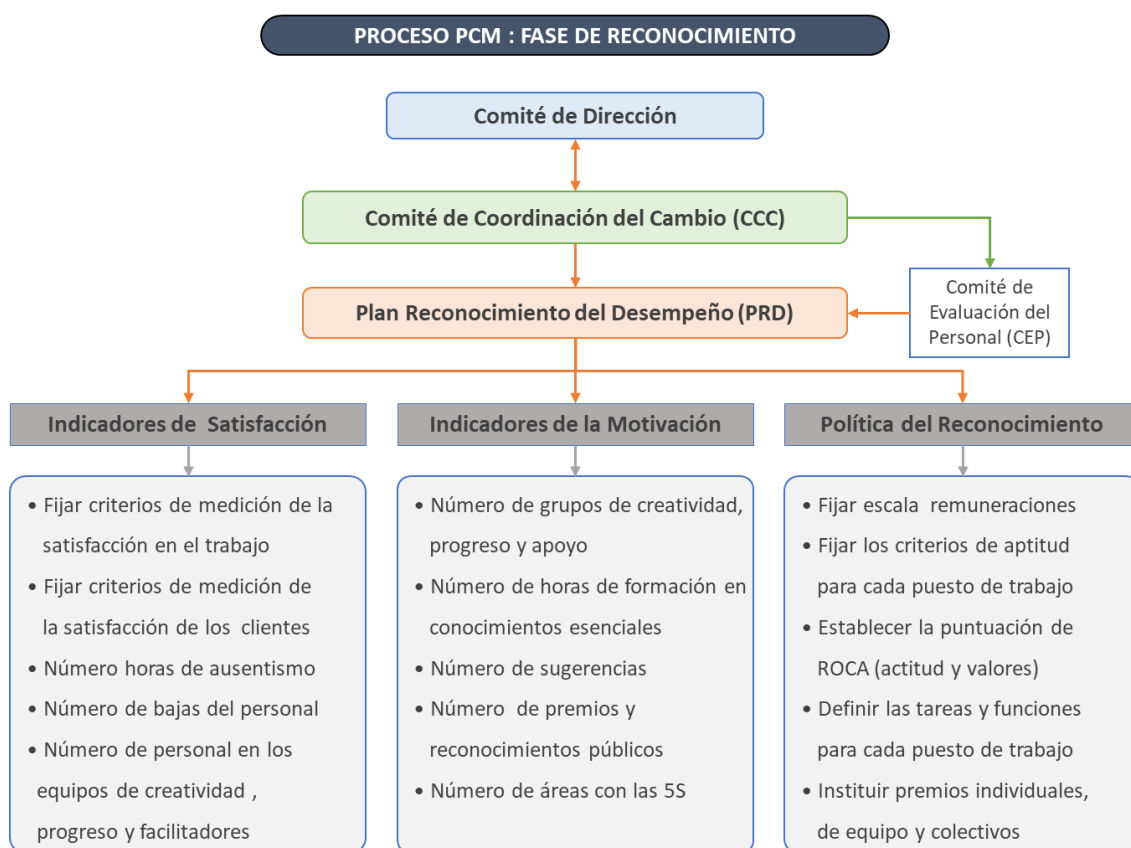 PROCESO PCM : FASE DE RECONOCIMIENTO
Comité de Dirección
Comité de Coordinación del Cambio (CCC)
Comité de
Evaluación del
Personal (CEP)
Plan Reconocimiento del Desempeño (PRD)
Indicadores de Satisfacción
• Fijar criterios de medición de la
satisfacción en el trabajo
• Fijar criterios de medición de
la satisfacción de los clientes
• Número horas de ausentismo
• Número de bajas del personal
• Número de personal en los
equipos de creatividad ,
progreso y facilitadores
Indicadores de la Motivación
• Número de grupos de creatividad,
progreso y apoyo
• Número de horas de formación en
conocimientos esenciales
• Número de sugerencias
• Número de premios y
reconocimientos públicos
• Número de áreas con las 5S
Política del Reconocimiento
• Fijar escala remuneraciones
• Fijar los criterios de aptitud
para cada puesto de trabajo
• Establecer la puntuación de
ROCA (actitud y valores)
• Definir las tareas y funciones
para cada puesto de trabajo
• Instituir premios individuales,
de equipo y colectivos